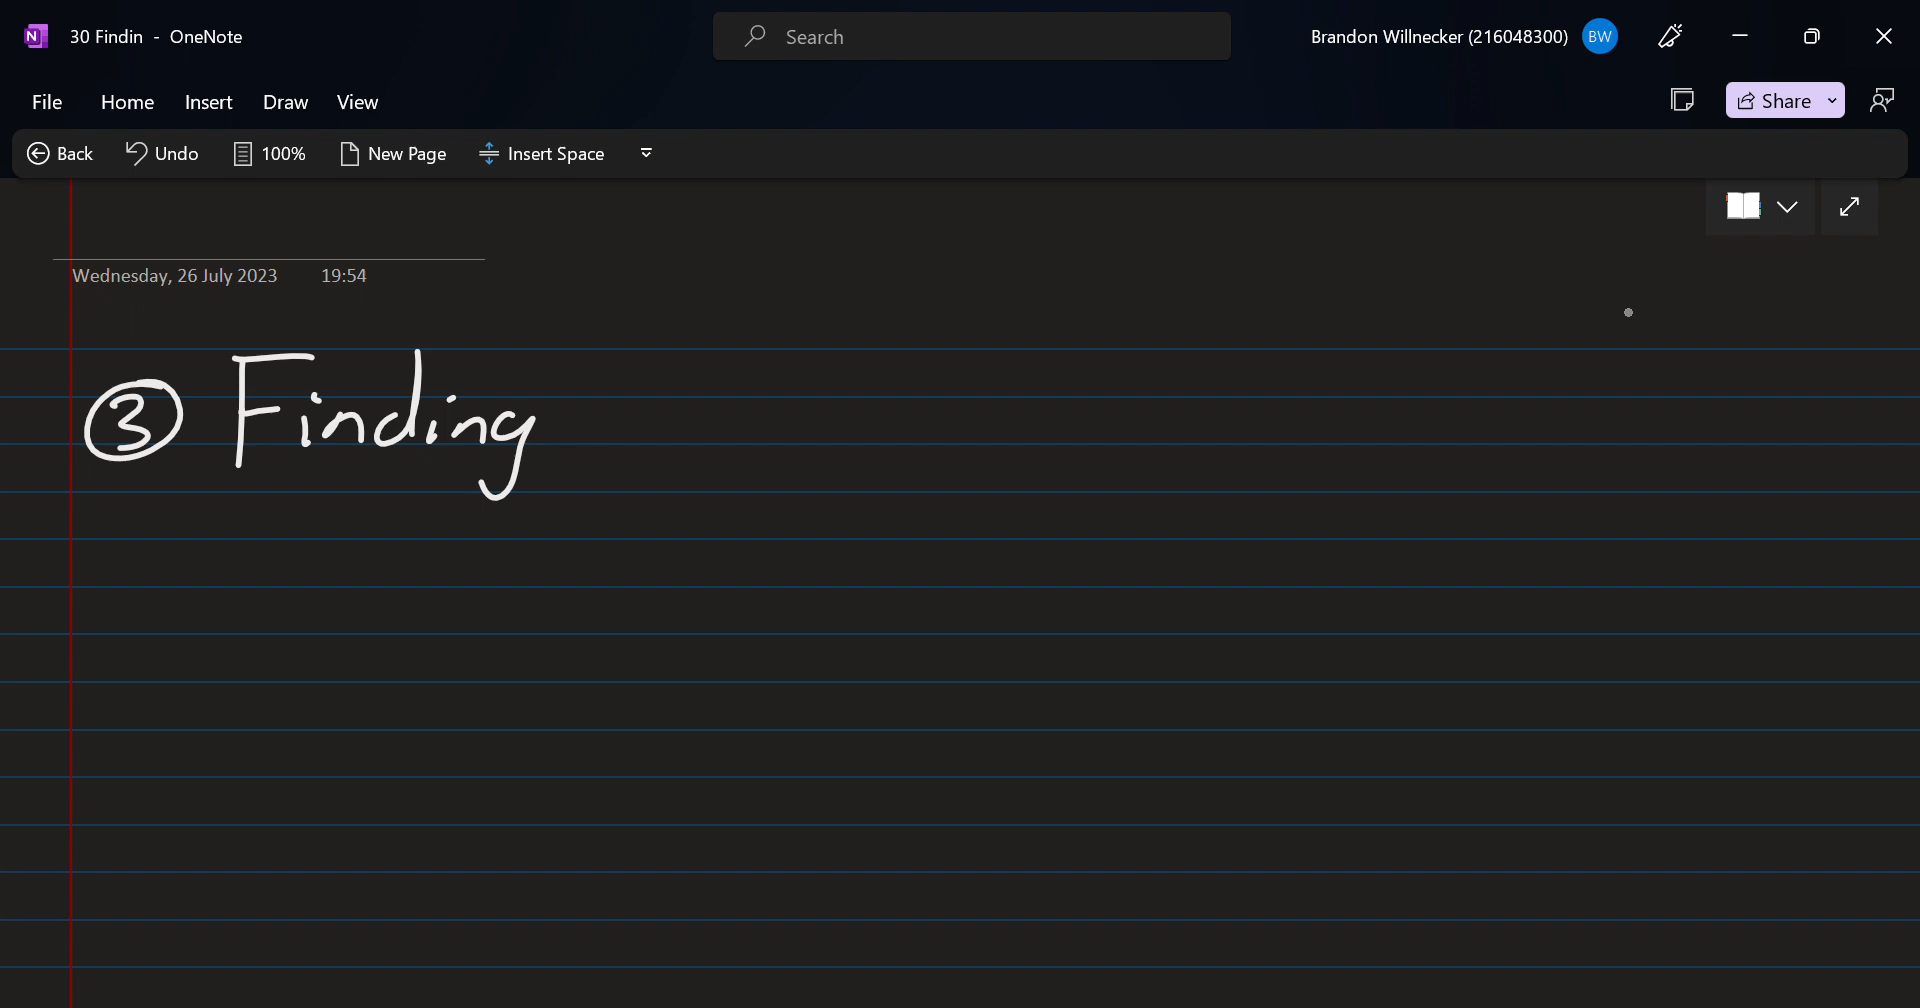 30 Findin - OneNote
Search
Brandon Willnecker (216048300) BW
File Home Insert Draw View
Share
Back Undo 100% New Page Insert Space
Wednesday, 26 July 2023 19:54
③ Finding